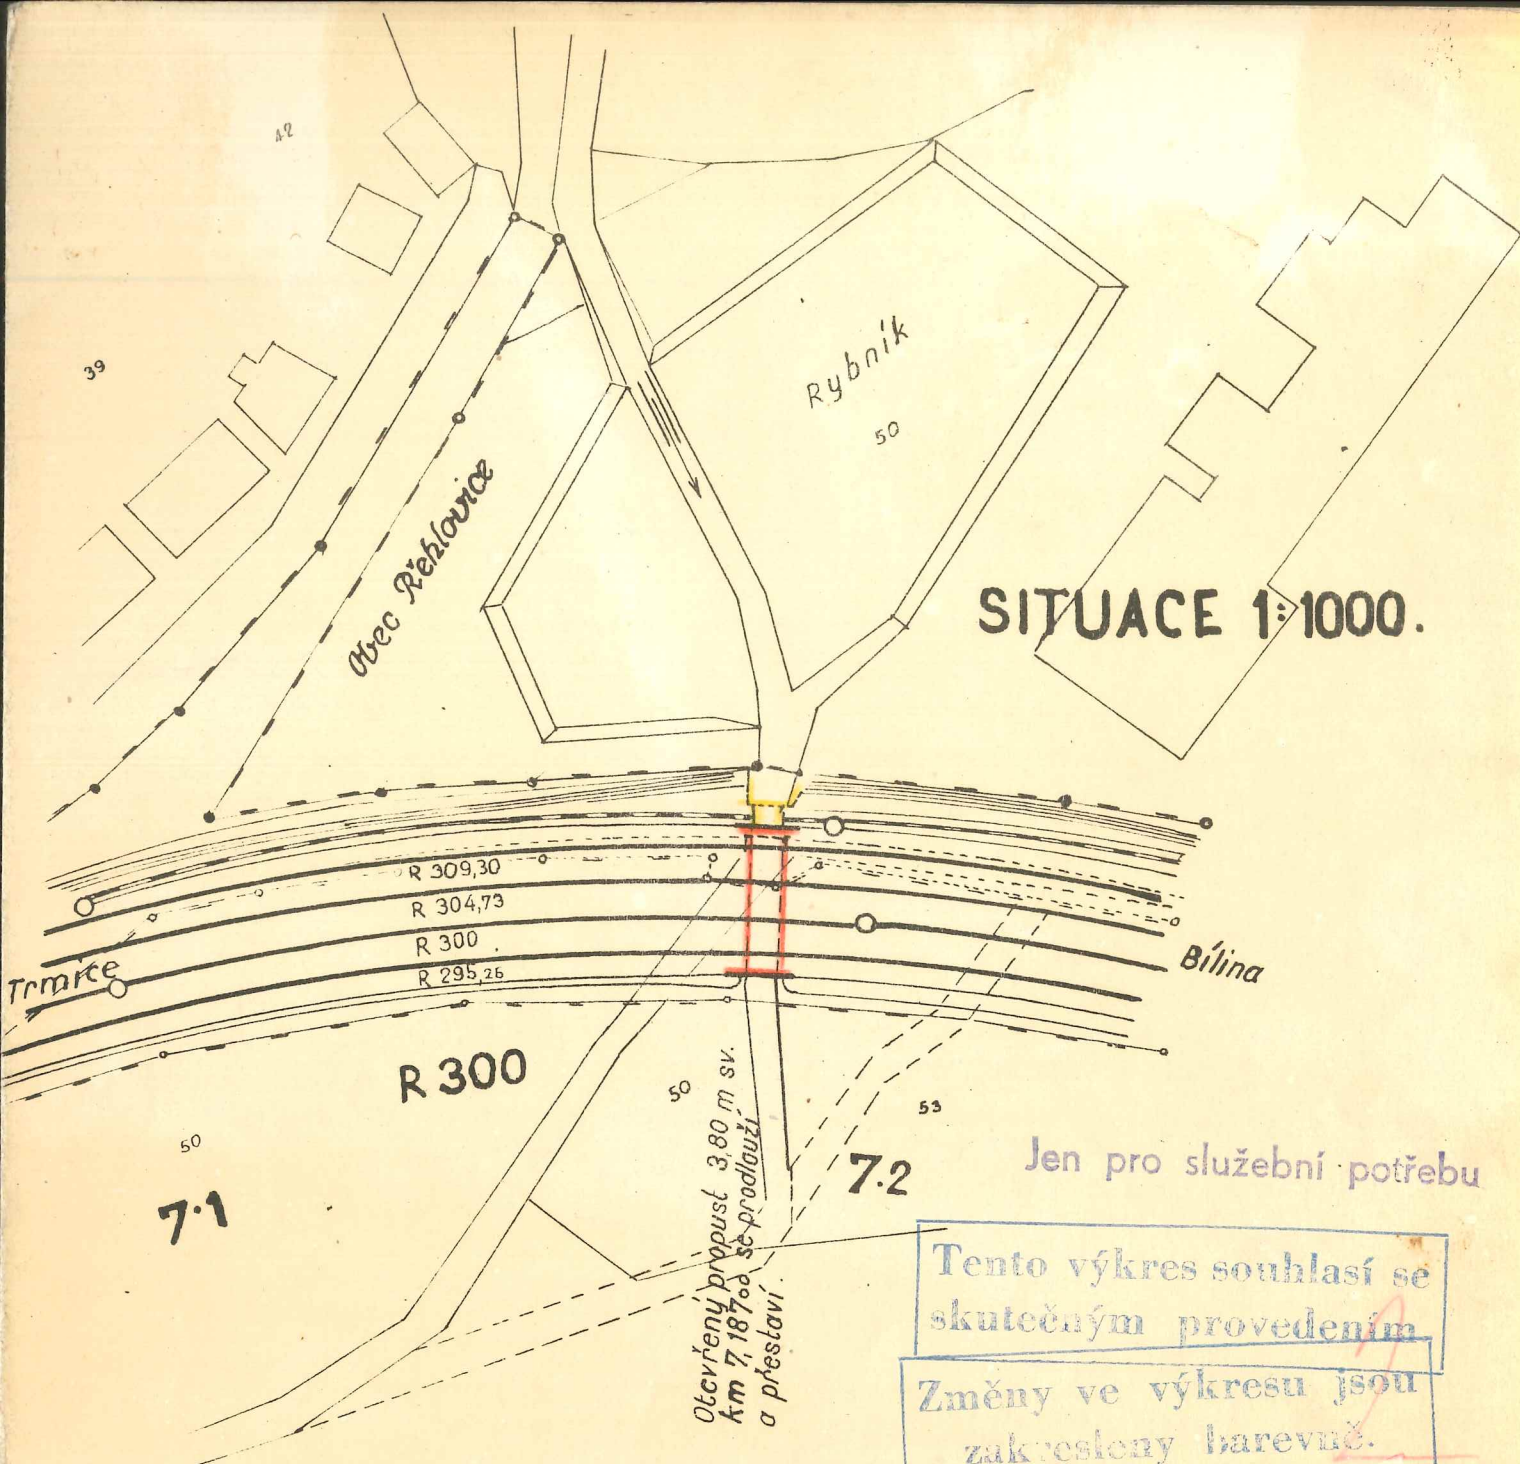 42
39
Rybník
50
Obec Řehlovice
SITUACE 1:1000.
R 309,30
R 304,73
R 300
R 295,26
Trmice
Bílina
R 300
50
50
53
7.1
7.2
Otevřený propust 3,80 m sv.
km 7,187 00 se prodlouží
a přestaví.
Jen pro služební potřebu
Tento výkres souhlasí se
skutečným provedením
Změny ve výkresu jsou
zakresleny barevně.